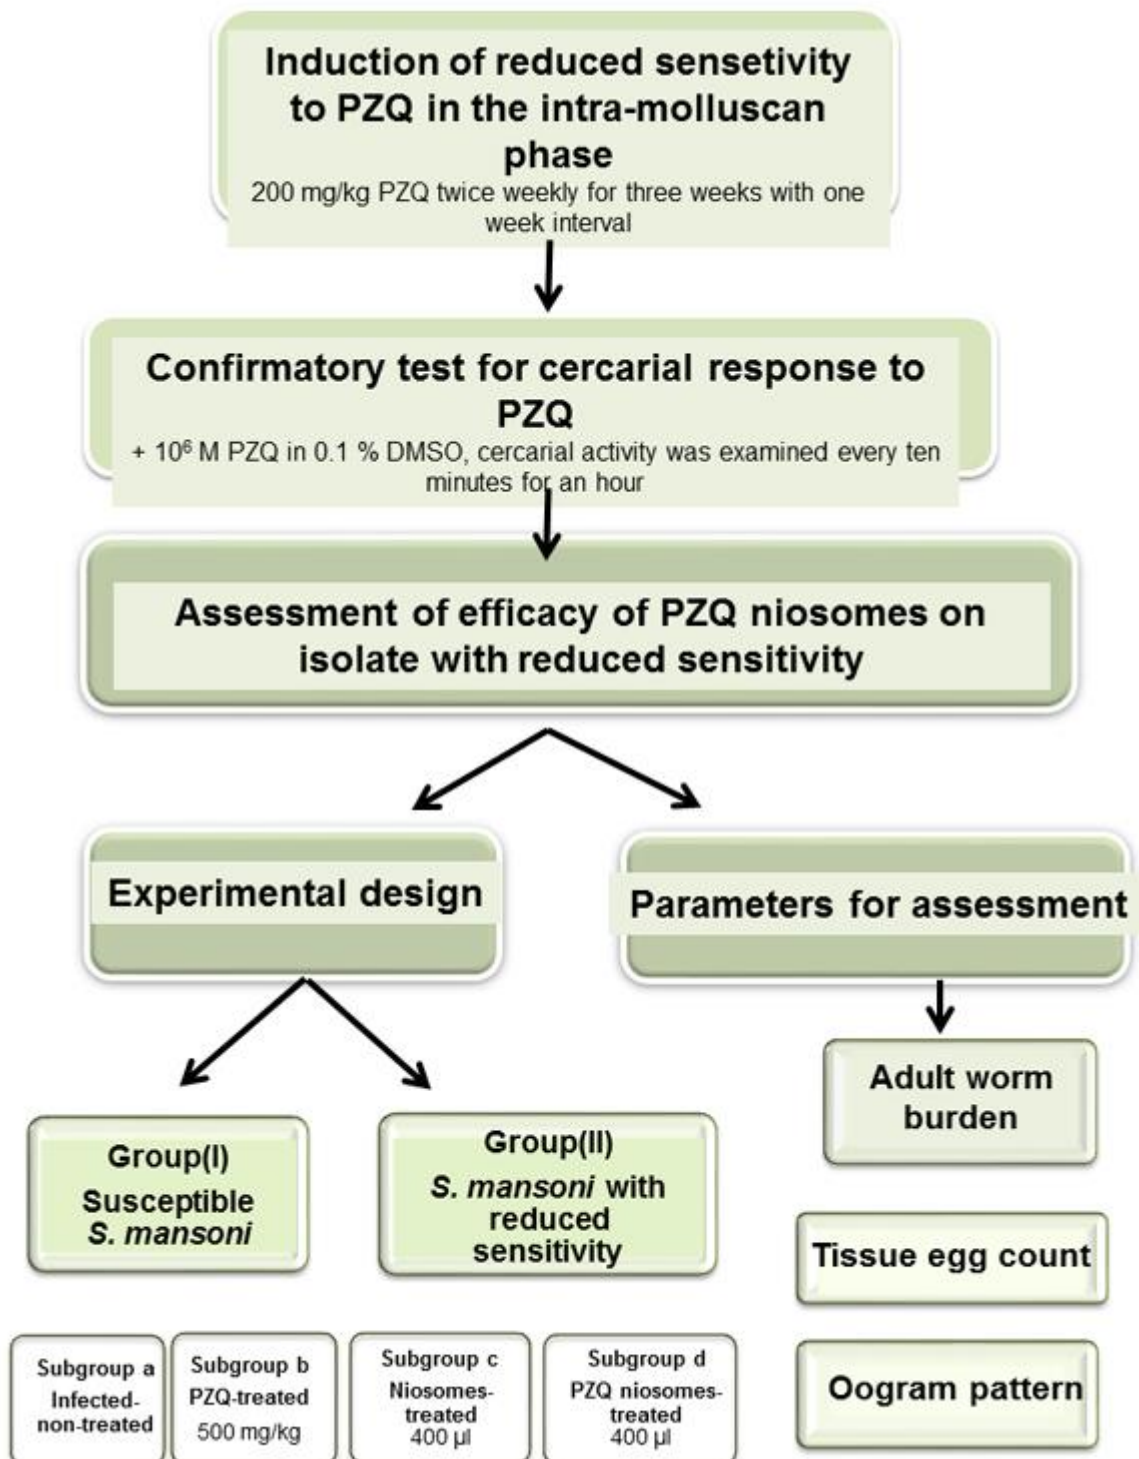 Induction of reduced sensetivity
to PZQ in the intra-molluscan
phase
200 mg/kg PZQ twice weekly for three weeks with one
week interval
Confirmatory test for cercarial response to
PZQ
+ 10⁶ M PZQ in 0.1 % DMSO, cercarial activity was examined every ten
minutes for an hour
Assessment of efficacy of PZQ niosomes on
isolate with reduced sensitivity
Experimental design
Parameters for assessment
Group(I)
Susceptible
S. mansoni
Group(II)
S. mansoni with
reduced
sensitivity
Adult worm
burden
Tissue egg count
Oogram pattern
Subgroup a
Infected-
non-treated
Subgroup b
PZQ-treated
500 mg/kg
Subgroup c
Niosomes-
treated
400 µl
Subgroup d
PZQ niosomes-
treated
400 µl